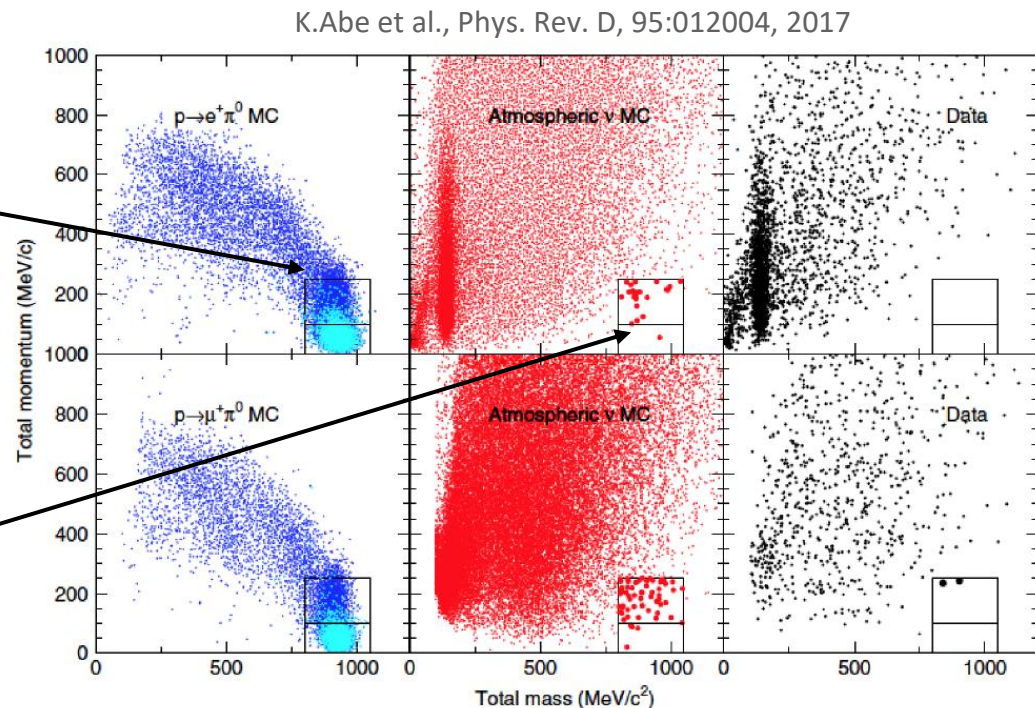 K.Abe et al., Phys. Rev. D, 95:012004, 2017
1000
800
600
400
200
1000
800
600
400
200
0
Total momentum (MeV/c)
p→e⁺π⁰ MC
Atmospheric ν MC
Data
p→μ⁺π⁰ MC
Atmospheric ν MC
Data
0 500 1000 0 500 1000 0 500 1000
Total mass (MeV/c²)